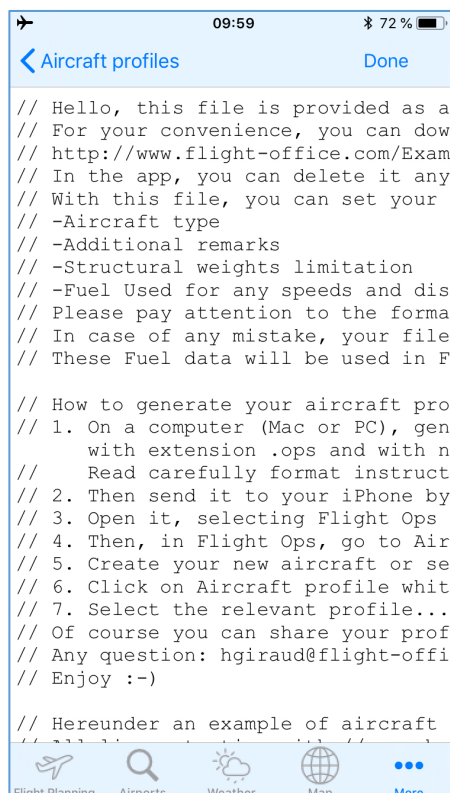 09:59
72 %
Aircraft profiles
Done
// Hello, this file is provided as a
// For your convenience, you can dow
// http://www.flight-office.com/Exam
// In the app, you can delete it any
// With this file, you can set your
// -Aircraft type
// -Additional remarks
// -Structural weights limitation
// -Fuel Used for any speeds and dis
// Please pay attention to the forma
// In case of any mistake, your file
// These Fuel data will be used in F
// How to generate your aircraft pro
// 1. On a computer (Mac or PC), gen
with extension .ops and with n
// Read carefully format instruct
// 2. Then send it to your iPhone by
// 3. Open it, selecting Flight Ops
// 4. Then, in Flight Ops, go to Air
// 5. Create your new aircraft or se
// 6. Click on Aircraft profile whit
// 7. Select the relevant profile...
// Of course you can share your prof
// Any question: hgiraud@flight-offi
// Enjoy :-)
// Hereunder an example of aircraft
Flight Planning
Airports
Weather
Map
More